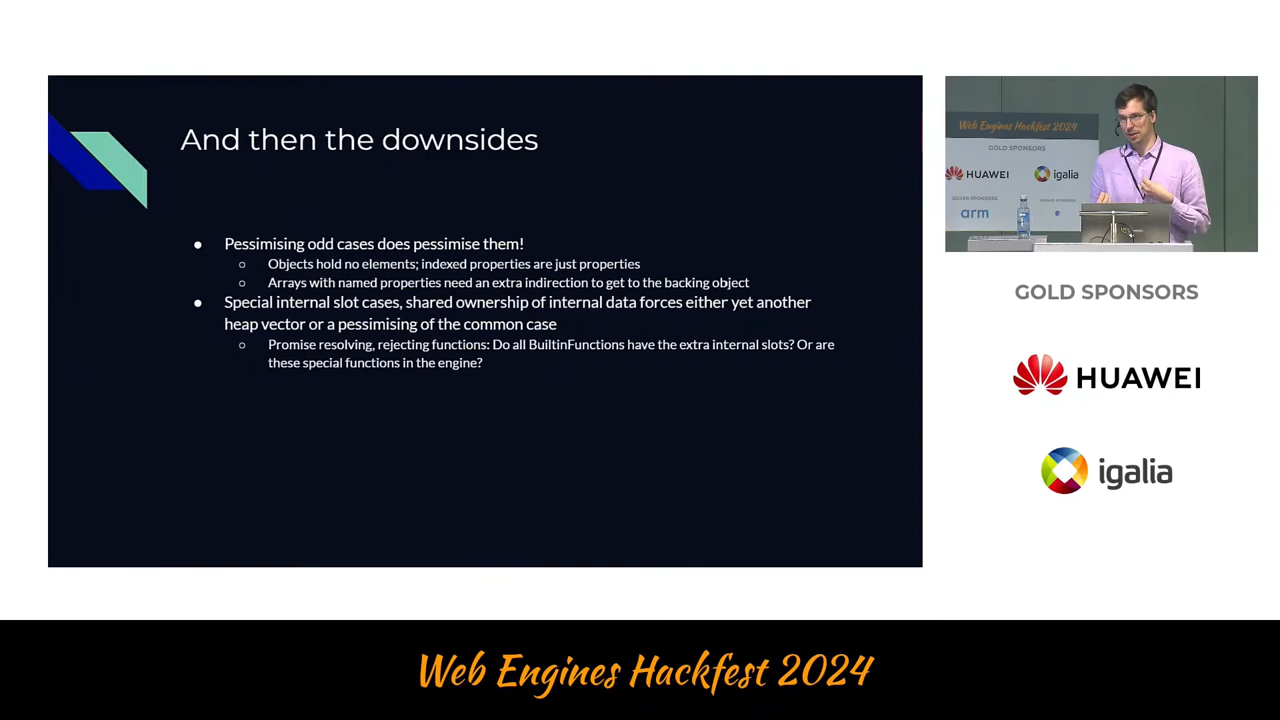 And then the downsides
● Pessimising odd cases does pessimise them!
○ Objects hold no elements; indexed properties are just properties
○ Arrays with named properties need an extra indirection to get to the backing object
● Special internal slot cases, shared ownership of internal data forces either yet another
heap vector or a pessimising of the common case
○ Promise resolving, rejecting functions: Do all BuiltinFunctions have the extra internal slots? Or are
these special functions in the engine?
Web Engines Hackfest 2024
GOLD SPONSORS
HUAWEI
igalia
SILVER SPONSORS
arm
GOLD SPONSORS
HUAWEI
igalia
Web Engines Hackfest 2024